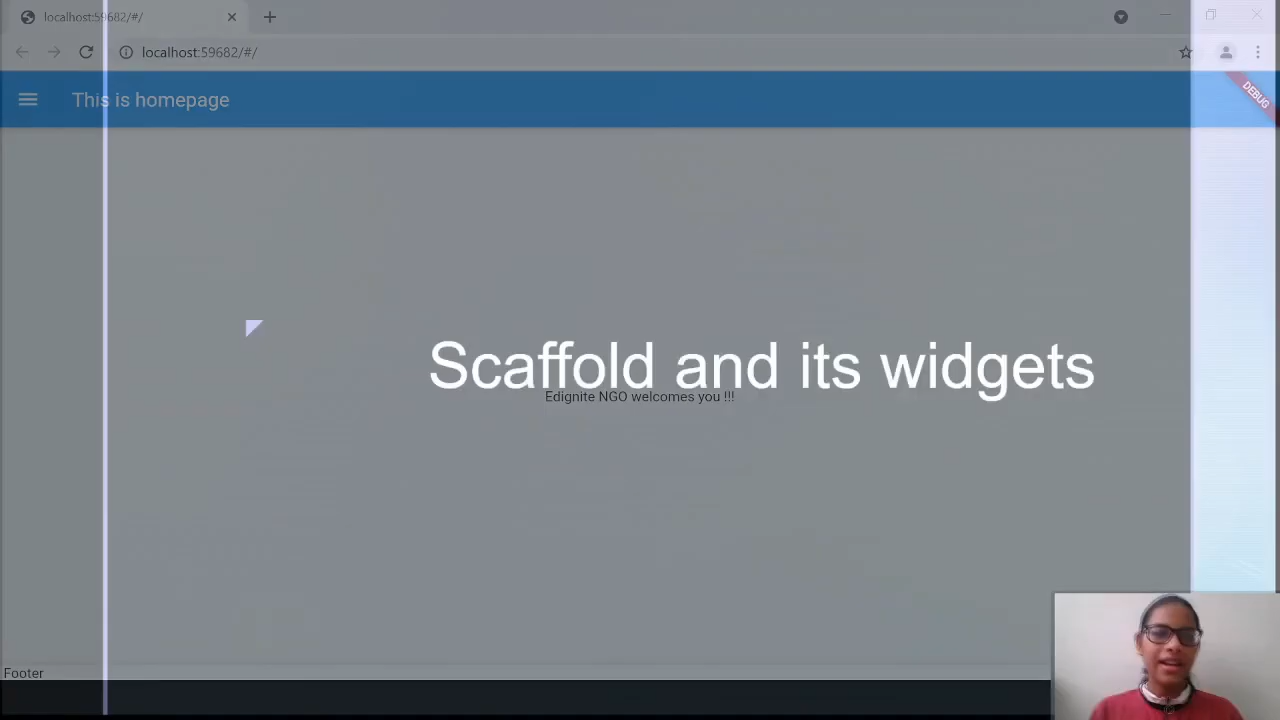 localhost:59682/#/
localhost:59682/#/
This is homepage
DEBUG
Scaffold and its widgets
Edignite NGO welcomes you !!!
Footer